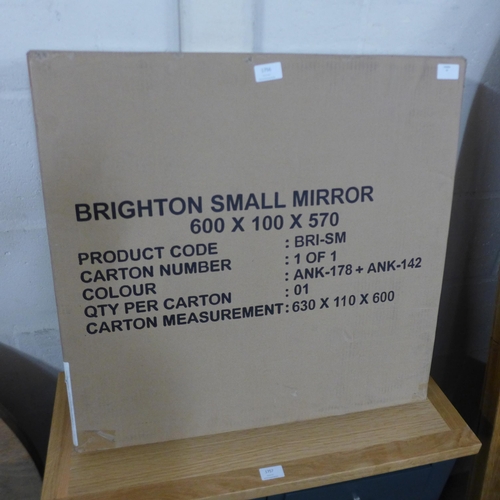 BRIGHTON SMALL MIRROR
600 X 100 X 570
PRODUCT CODE : BRI-SM
CARTON NUMBER : 1 OF 1
COLOUR : ANK-178 + ANK-142
QTY PER CARTON : 01
CARTON MEASUREMENT : 630 X 110 X 600